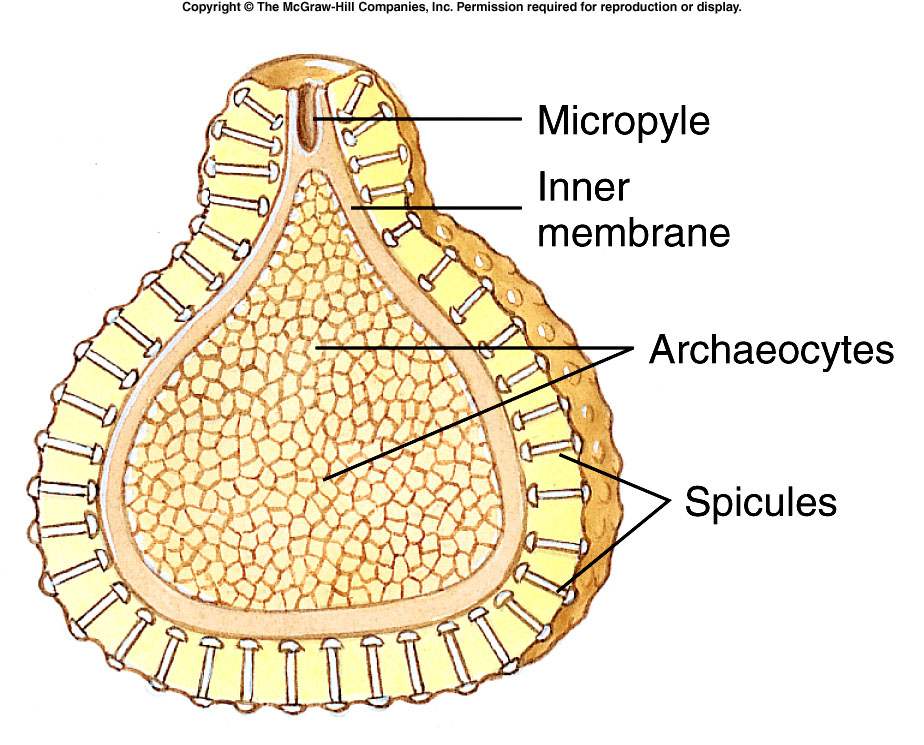 Copyright © The McGraw-Hill Companies, Inc. Permission required for reproduction or display.
Micropyle
Inner
membrane
Archaeocytes
Spicules